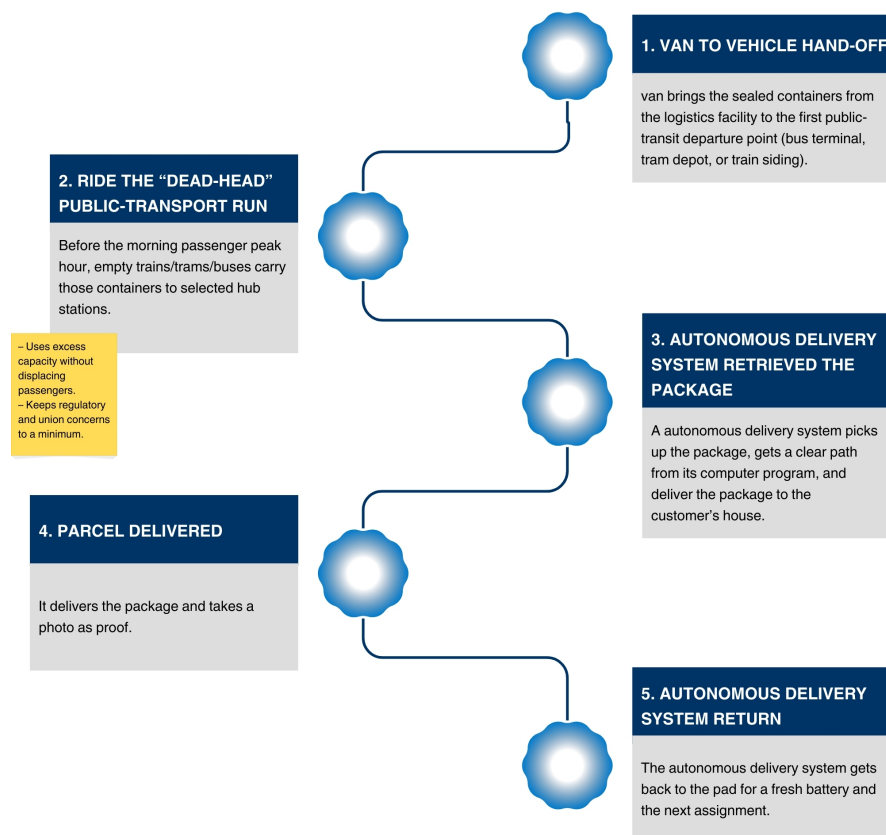 1. VAN TO VEHICLE HAND-OFF
van brings the sealed containers from
the logistics facility to the first public-
transit departure point (bus terminal,
tram depot, or train siding).
2. RIDE THE “DEAD-HEAD”
PUBLIC-TRANSPORT RUN
Before the morning passenger peak
hour, empty trains/trams/buses carry
those containers to selected hub
stations.
– Uses excess
capacity without
displacing
passengers.
– Keeps regulatory
and union concerns
to a minimum.
3. AUTONOMOUS DELIVERY
SYSTEM RETRIEVED THE
PACKAGE
A autonomous delivery system picks
up the package, gets a clear path
from its computer program, and
deliver the package to the
customer’s house.
4. PARCEL DELIVERED
It delivers the package and takes a
photo as proof.
5. AUTONOMOUS DELIVERY
SYSTEM RETURN
The autonomous delivery system gets
back to the pad for a fresh battery and
the next assignment.